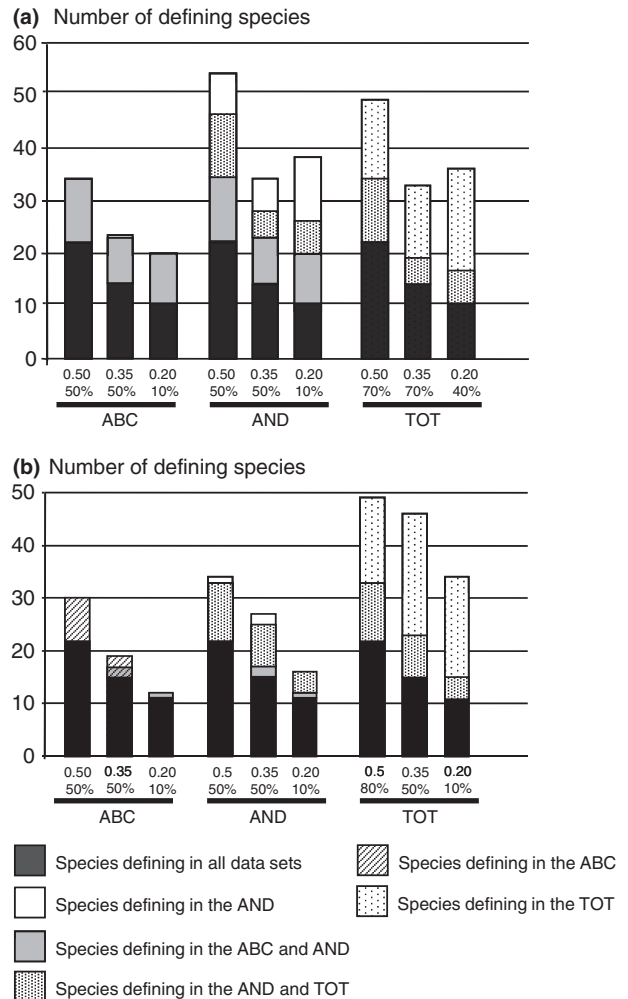 (a) Number of defining species
60
50
40
30
20
10
0
0.50 0.35 0.20 0.50 0.35 0.20 0.50 0.35 0.20
50% 50% 10% 50% 50% 10% 70% 70% 40%
ABC AND TOT
(b) Number of defining species
50
40
30
20
10
0
0.50 0.35 0.20 0.5 0.35 0.20 0.5 0.35 0.20
50% 50% 10% 50% 50% 10% 80% 50% 10%
ABC AND TOT
Species defining in all data sets
Species defining in the ABC
Species defining in the AND
Species defining in the TOT
Species defining in the ABC and AND
Species defining in the AND and TOT